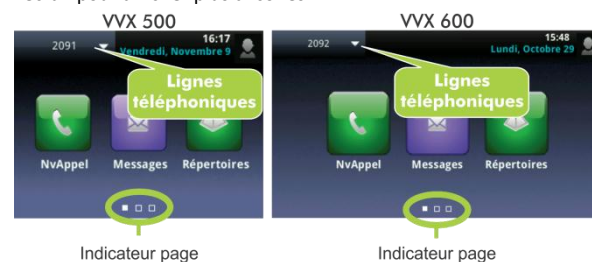 VVX 500
VVX 600
2091
16:17
Vendredi, Novembre 9
2092
15:48
Lundi, Octobre 29
Lignes
téléphoniques
Lignes
téléphoniques
NvAppel
Messages
Répertoires
NvAppel
Messages
Répertoires
Indicateur page
Indicateur page